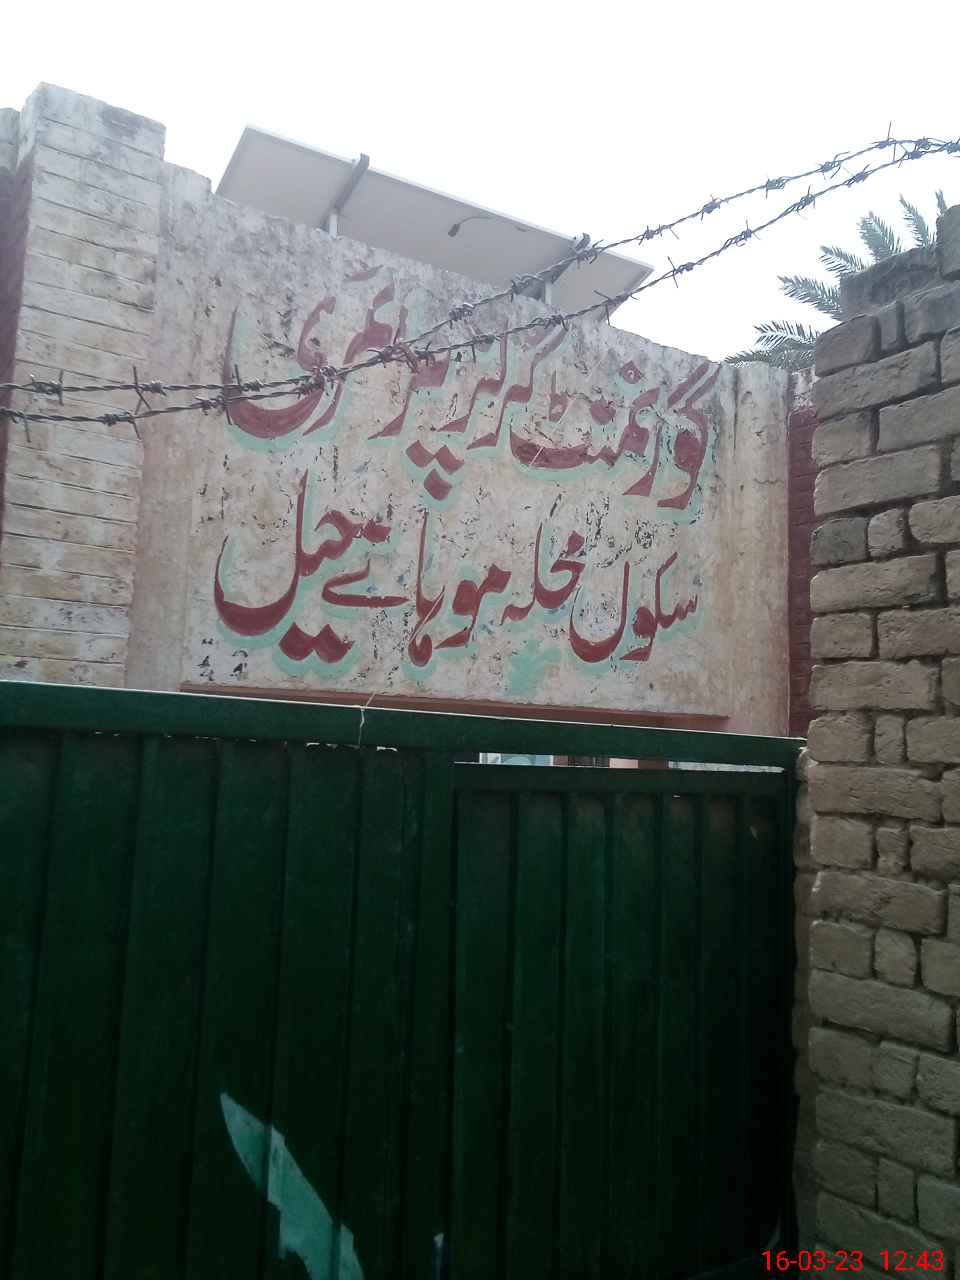 گورنمنٹ گرلز پرائمری
سکول محلہ موہانے خیل
16-03-23 12:43